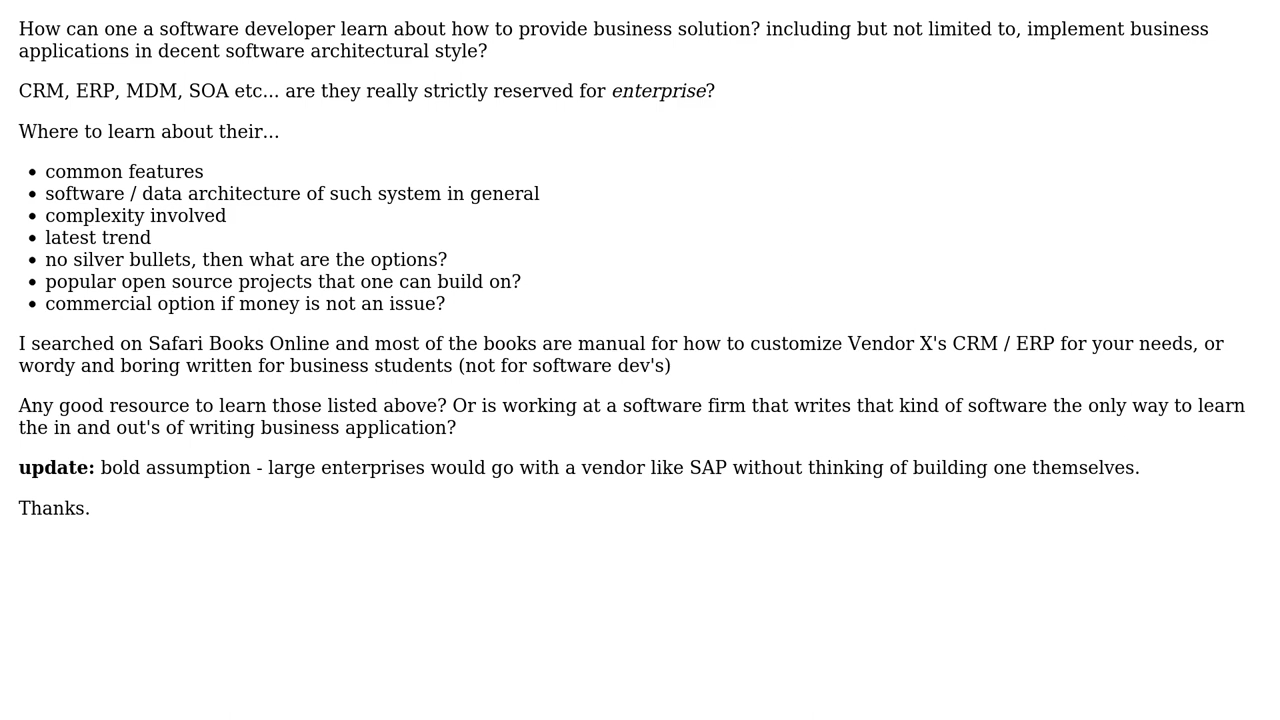 How can one a software developer learn about how to provide business solution? including but not limited to, implement business
applications in decent software architectural style?
CRM, ERP, MDM, SOA etc... are they really strictly reserved for enterprise?
Where to learn about their...
• common features
• software / data architecture of such system in general
• complexity involved
• latest trend
• no silver bullets, then what are the options?
• popular open source projects that one can build on?
• commercial option if money is not an issue?
I searched on Safari Books Online and most of the books are manual for how to customize Vendor X's CRM / ERP for your needs, or
wordy and boring written for business students (not for software dev's)
Any good resource to learn those listed above? Or is working at a software firm that writes that kind of software the only way to learn
the in and out's of writing business application?
update: bold assumption - large enterprises would go with a vendor like SAP without thinking of building one themselves.
Thanks.